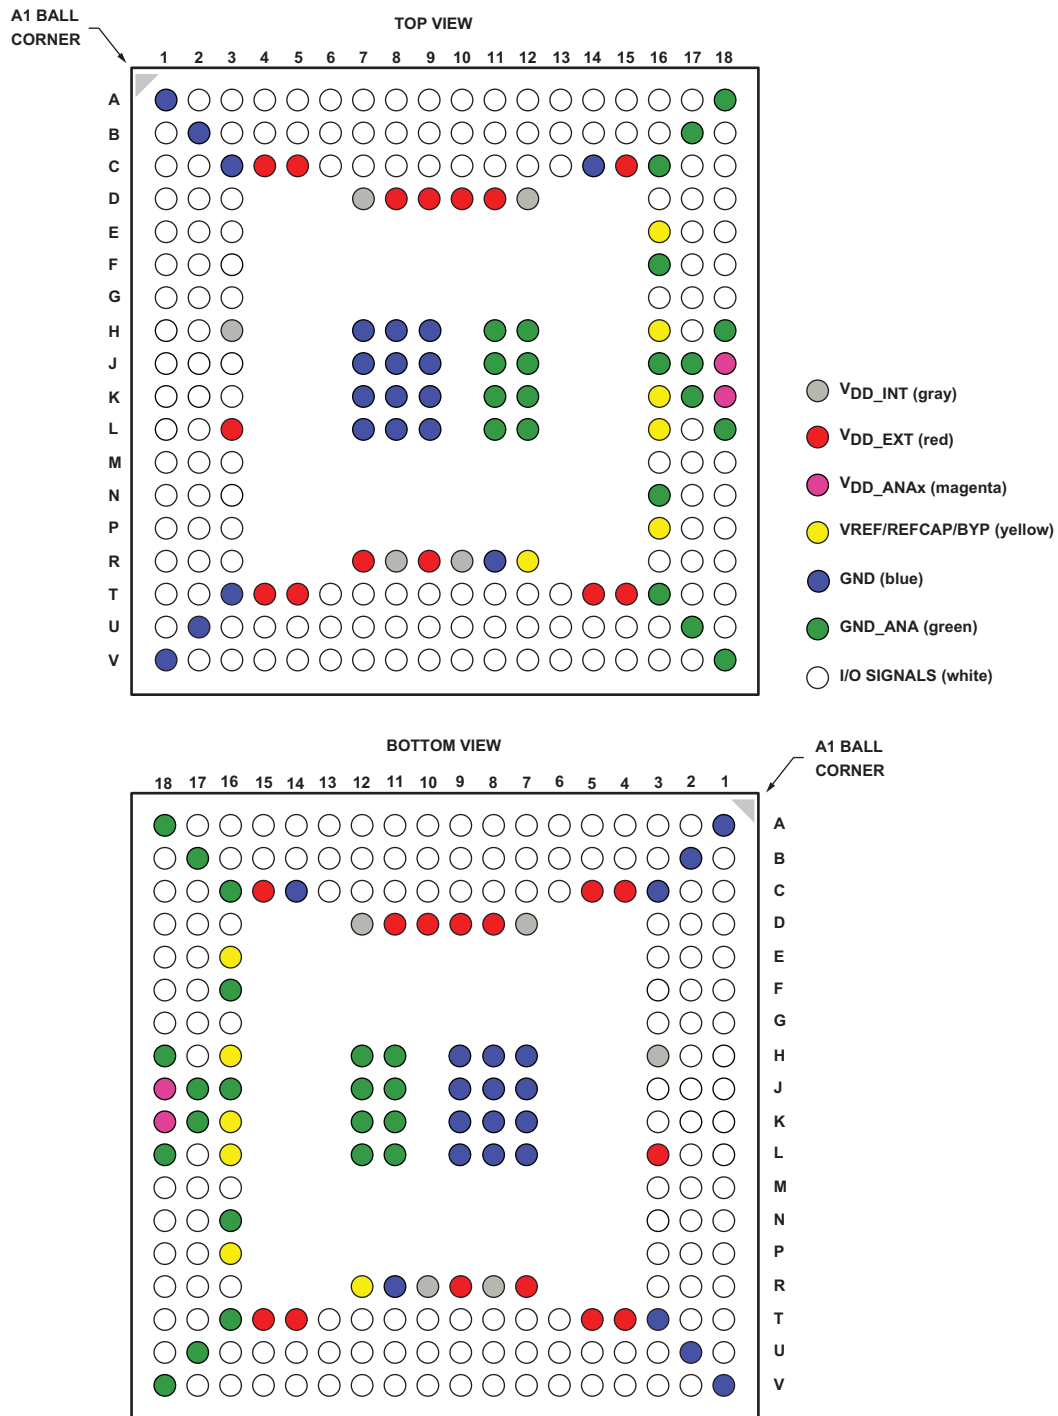 A1 BALL
CORNER
TOP VIEW
1 2 3 4 5 6 7 8 9 10 11 12 13 14 15 16 17 18
A
B
C
D
E
F
G
H
J
K
L
M
N
P
R
T
U
V
VDD_INT (gray)
VDD_EXT (red)
VDD_ANAx (magenta)
VREF/REFCAP/BYP (yellow)
GND (blue)
GND_ANA (green)
I/O SIGNALS (white)
BOTTOM VIEW
A1 BALL
CORNER
18 17 16 15 14 13 12 11 10 9 8 7 6 5 4 3 2 1
A
B
C
D
E
F
G
H
J
K
L
M
N
P
R
T
U
V